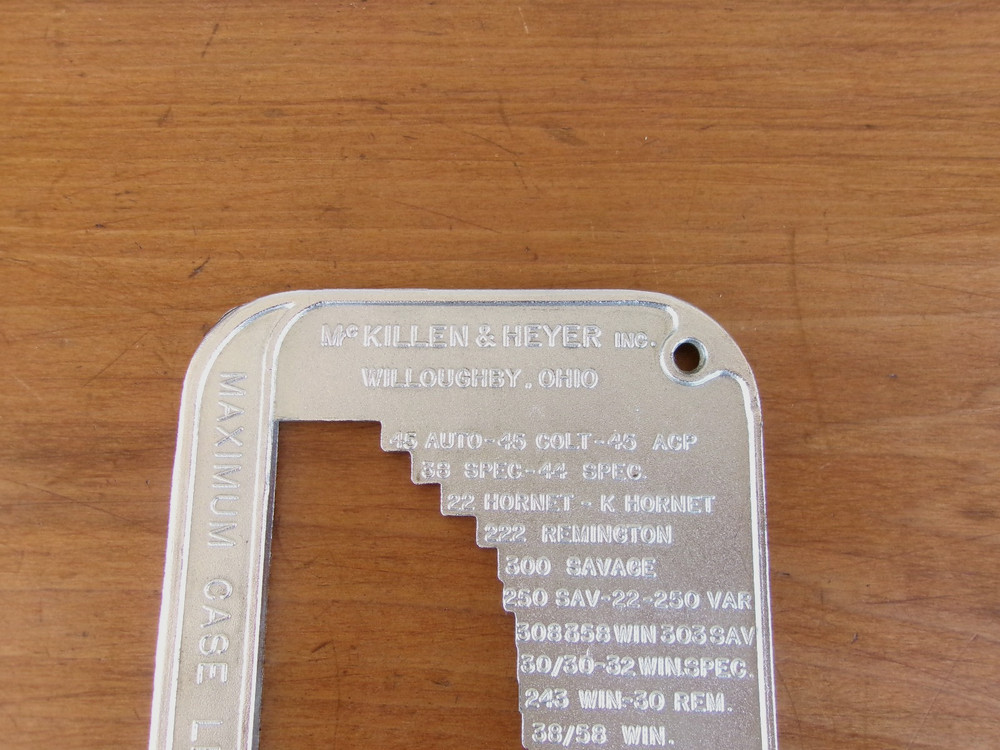 McKILLEN & HEYER INC.
WILLOUGHBY. OHIO
MAXIMUM CASE
.45 AUTO-45 COLT-45 ACP
38 SPEC-44 SPEC.
22 HORNET - K HORNET
222 REMINGTON
300 SAVAGE
250 SAV-22-250 VAR
308 358 WIN 303 SAV
30/30-32 WIN.SPEC.
243 WIN-30 REM.
38/58 WIN.